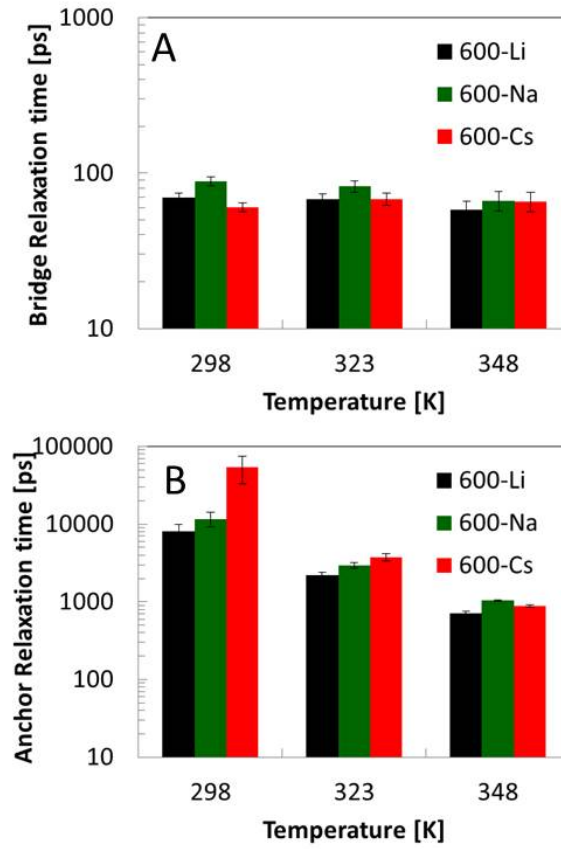 1000
A
600-Li
600-Na
600-Cs
100
10
Bridge Relaxation time [ps]
298 323 348
Temperature [K]
100000
B
600-Li
10000
600-Na
600-Cs
1000
100
10
Anchor Relaxation time [ps]
298 323 348
Temperature [K]